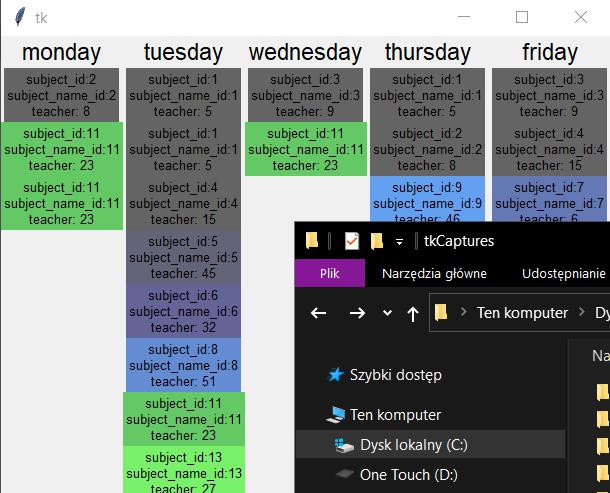 tk
monday
subject_id:2
subject_name_id:2
teacher: 8
subject_id:11
subject_name_id:11
teacher: 23
subject_id:11
subject_name_id:11
teacher: 23
tuesday
subject_id:1
subject_name_id:1
teacher: 5
subject_id:1
subject_name_id:1
teacher: 5
subject_id:4
subject_name_id:4
teacher: 15
subject_id:5
subject_name_id:5
teacher: 45
subject_id:6
subject_name_id:6
teacher: 32
subject_id:8
subject_name_id:8
teacher: 51
subject_id:11
subject_name_id:11
teacher: 23
subject_id:13
subject_name_id:13
teacher: 27
wednesday
subject_id:3
subject_name_id:3
teacher: 9
subject_id:11
subject_name_id:11
teacher: 23
thursday
subject_id:1
subject_name_id:1
teacher: 5
subject_id:2
subject_name_id:2
teacher: 8
subject_id:9
subject_name_id:9
teacher: 46
friday
subject_id:3
subject_name_id:3
teacher: 9
subject_id:4
subject_name_id:4
teacher: 15
subject_id:7
subject_name_id:7
teacher: 6
tkCaptures
Plik Narzędzia główne Udostępnianie
Ten komputer Dy
Na
Szybki dostęp
Ten komputer
Dysk lokalny (C:)
One Touch (D:)